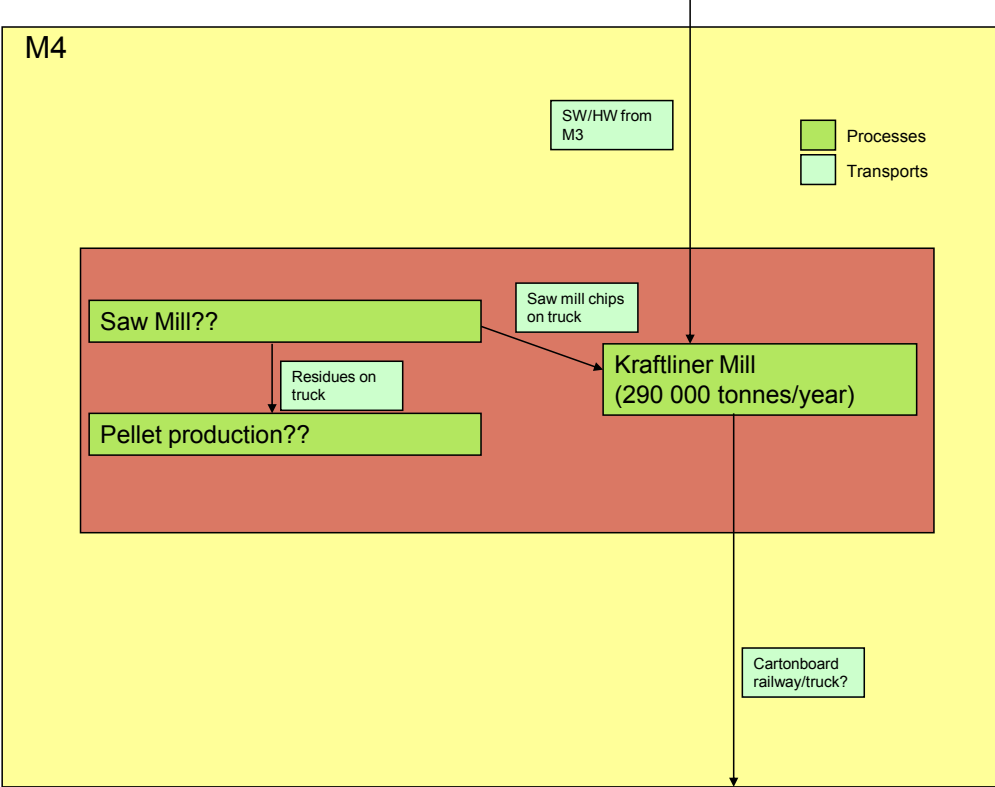 M4
SW/HW from
M3
Processes
Transports
Saw mill chips
on truck
Saw Mill??
Kraftliner Mill
(290 000 tonnes/year)
Residues on
truck
Pellet production??
Cartonboard
railway/truck?